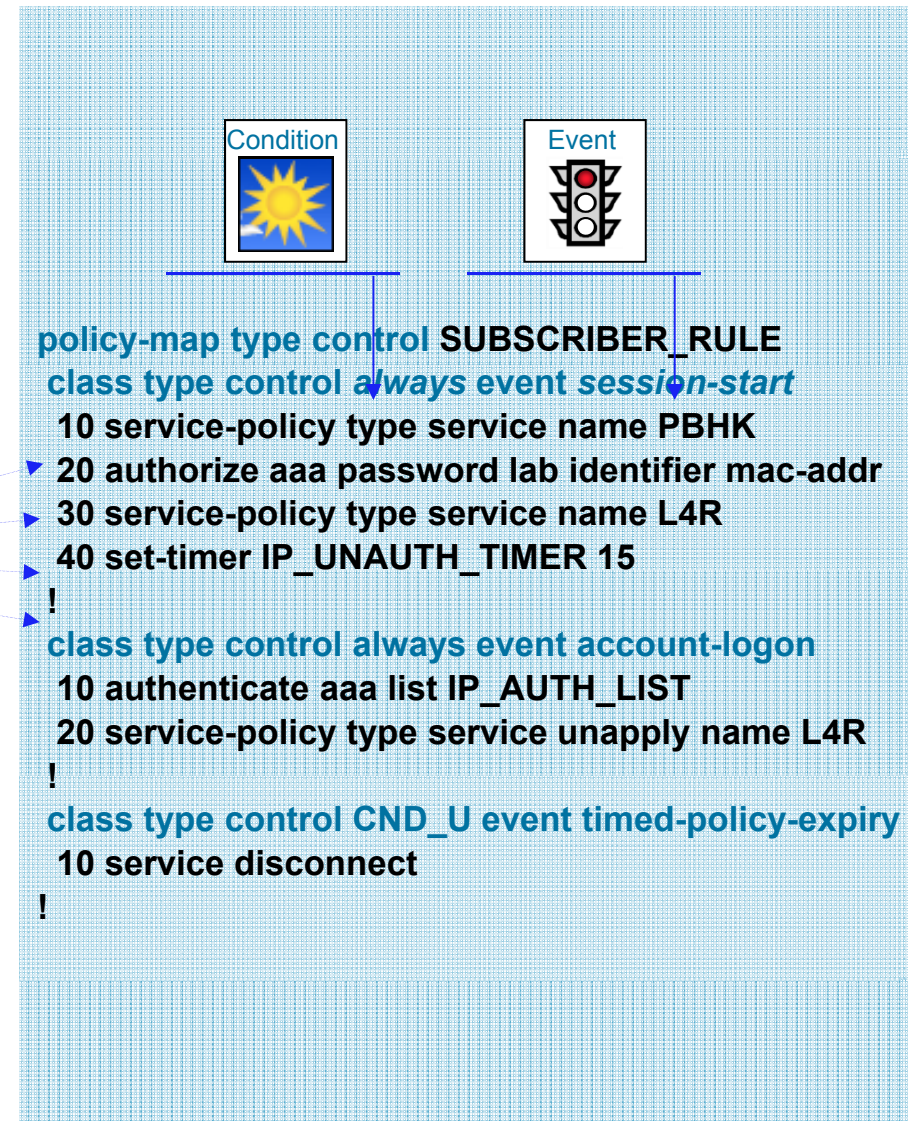 Condition
Event
policy-map type control SUBSCRIBER_RULE
class type control always event session-start
10 service-policy type service name PBHK
20 authorize aaa password lab identifier mac-addr
30 service-policy type service name L4R
40 set-timer IP_UNAUTH_TIMER 15
!
class type control always event account-logon
10 authenticate aaa list IP_AUTH_LIST
20 service-policy type service unapply name L4R
!
class type control CND_U event timed-policy-expiry
10 service disconnect
!